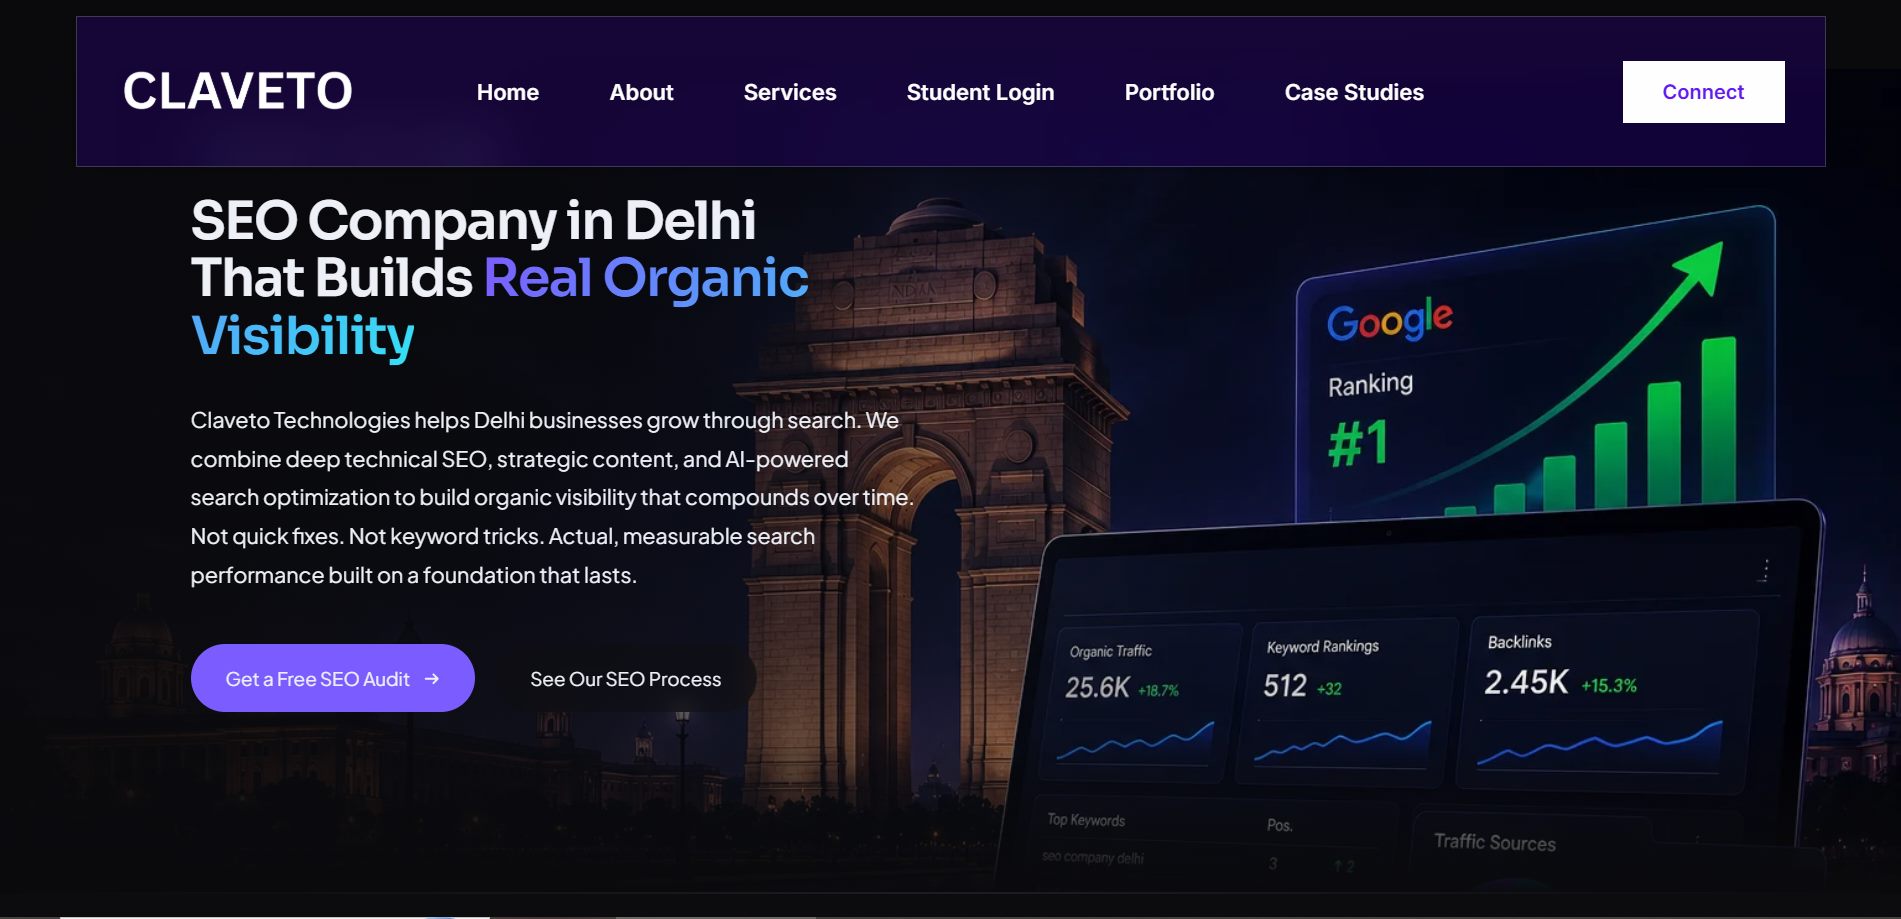 CLAVETO
Home
About
Services
Student Login
Portfolio
Case Studies
Connect
SEO Company in Delhi
That Builds Real Organic
Visibility
Claveto Technologies helps Delhi businesses grow through search. We
combine deep technical SEO, strategic content, and AI-powered
search optimization to build organic visibility that compounds over time.
Not quick fixes. Not keyword tricks. Actual, measurable search
performance built on a foundation that lasts.
Get a Free SEO Audit →
See Our SEO Process
INDIA
Google
Ranking
#1
Organic Traffic
25.6K +18.7%
Keyword Rankings
512 +32
Backlinks
2.45K +15.3%
Top Keywords
Pos.
seo company delhi
3
↑ 2
Traffic Sources